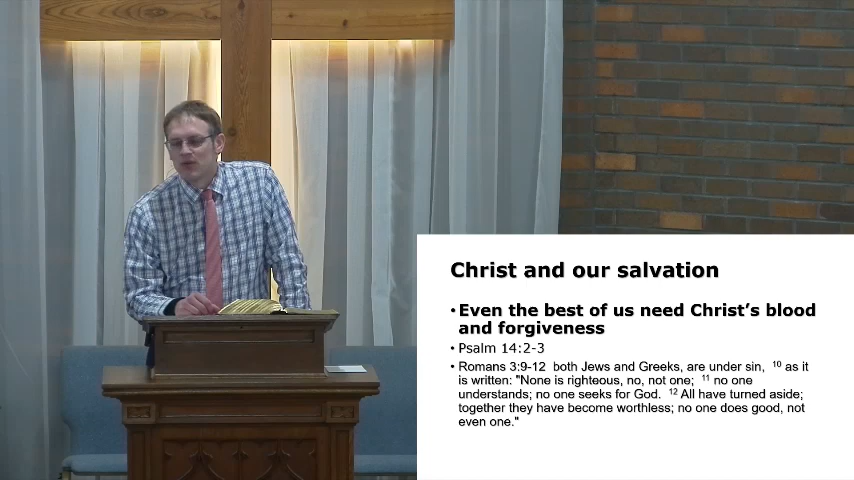 Christ and our salvation
•Even the best of us need Christ's blood
and forgiveness
•Psalm 14:2-3
•Romans 3:9-12 both Jews and Greeks, are under sin, ¹⁰ as it
is written: "None is righteous, no, not one; ¹¹ no one
understands; no one seeks for God. ¹² All have turned aside;
together they have become worthless; no one does good, not
even one."